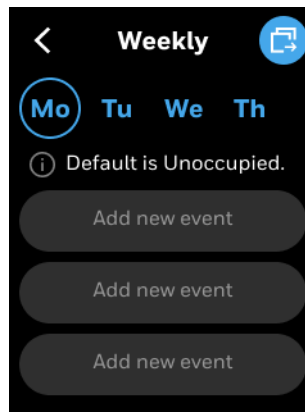 Weekly
Mo Tu We Th
Default is Unoccupied.
Add new event
Add new event
Add new event